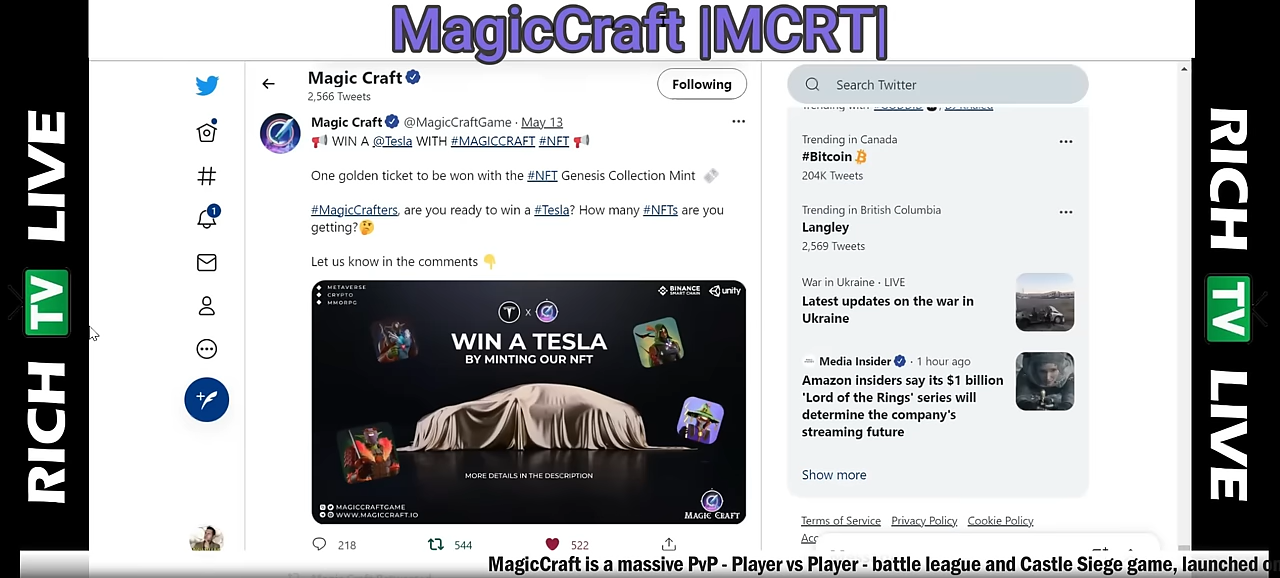 MagicCraft |MCRT|
RICH TV LIVE
Magic Craft
2,566 Tweets
Following
Search Twitter
Magic Craft @MagicCraftGame · May 13
📢 WIN A @Tesla WITH #MAGICCRAFT #NFT 📢
One golden ticket to be won with the #NFT Genesis Collection Mint 🎟️
#MagicCrafters, are you ready to win a #Tesla? How many #NFTs are you
getting?🤔
Let us know in the comments 👇
METAVERSE
CRYPTO
MMORPG
BINANCE
SMART CHAIN
unity
X
WIN A TESLA
BY MINTING OUR NFT
MORE DETAILS IN THE DESCRIPTION
MAGICCRAFTGAME
WWW.MAGICCRAFT.IO
MAGIC CRAFT
218
544
522
1
Trending with
Trending in Canada
#Bitcoin
204K Tweets
Trending in British Columbia
Langley
2,569 Tweets
War in Ukraine · LIVE
Latest updates on the war in
Ukraine
Media Insider · 1 hour ago
Amazon insiders say its $1 billion
'Lord of the Rings' series will
determine the company's
streaming future
Show more
Terms of Service Privacy Policy Cookie Policy
RICH TV LIVE
MagicCraft is a massive PvP - Player vs Player - battle league and Castle Siege game, launched